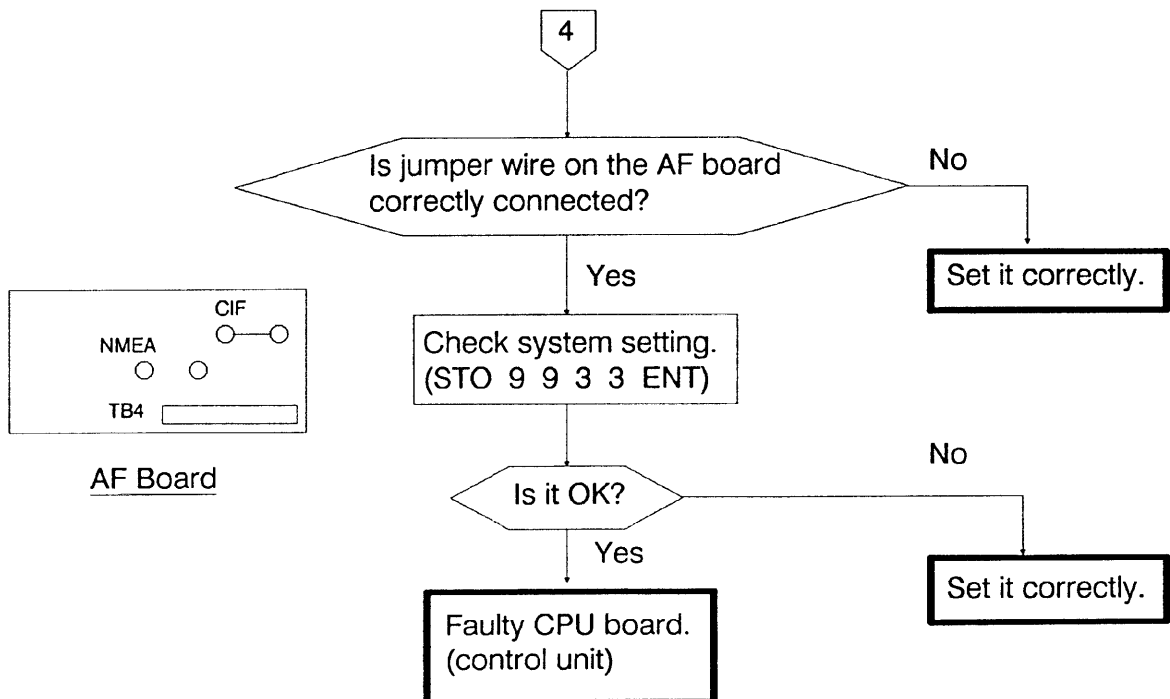 4
Is jumper wire on the AF board
correctly connected?
No
Yes
Set it correctly.
CIF
NMEA
TB4
AF Board
Check system setting.
(STO 9 9 3 3 ENT)
No
Is it OK?
Yes
Set it correctly.
Faulty CPU board.
(control unit)